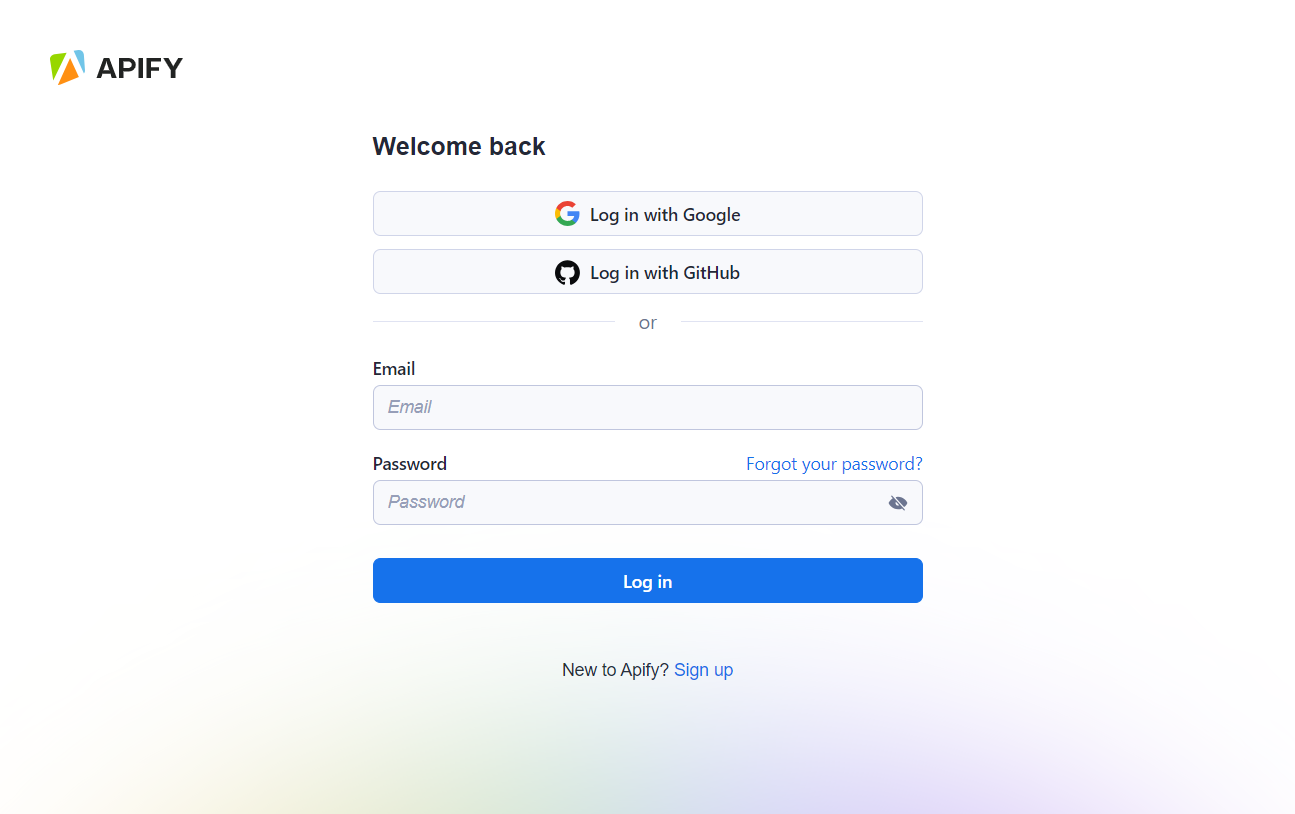 APIFY
Welcome back
Log in with Google
Log in with GitHub
or
Email
Email
Password Forgot your password?
Password
Log in
New to Apify? Sign up